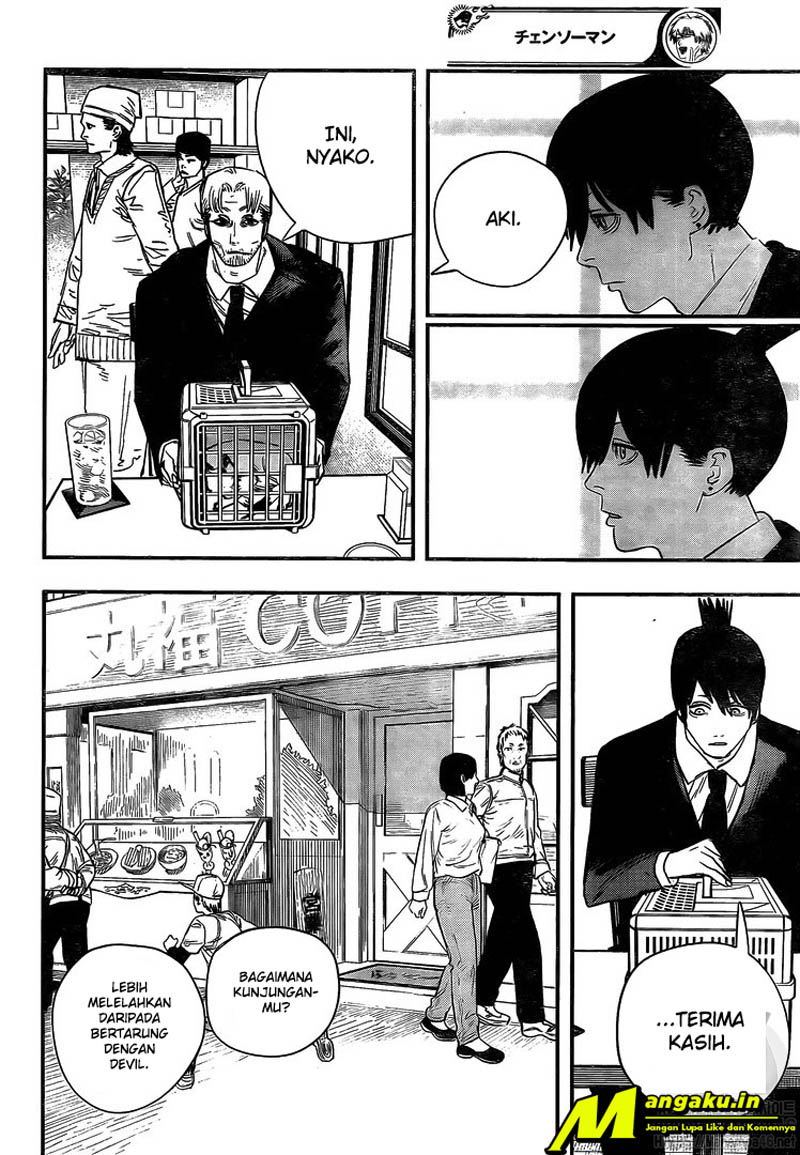 チェンソーマン
AKI.
INI,
NYAKO.
...TERIMA
KASIH.
丸福 COFF
BAGAIMANA
KUNJUNGAN-
MU?
LEBIH
MELELAHKAN
DARIPADA
BERTARUNG
DENGAN
DEVIL.
Mangaku.in
Jangan Lupa Like dan Komennya